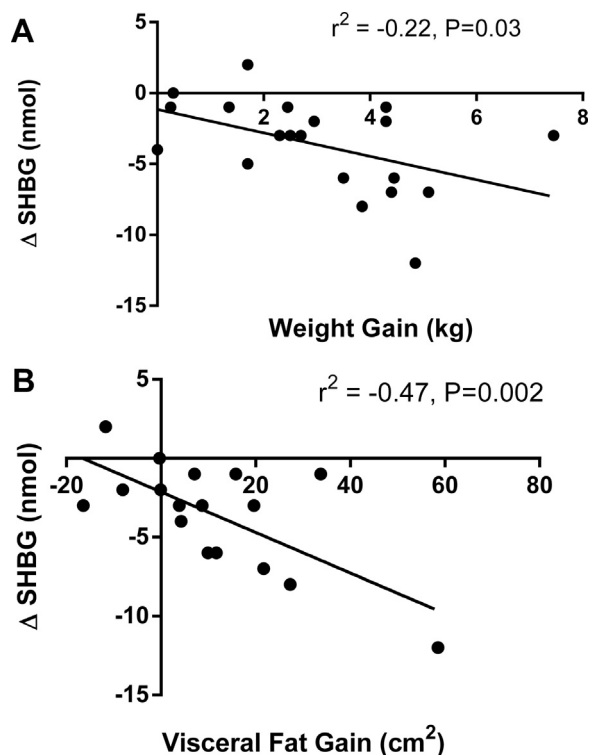 A
r² = -0.22, P=0.03
5
0
2 4 6 8
-5
-10
-15
Δ SHBG (nmol)
Weight Gain (kg)
B
r² = -0.47, P=0.002
5
-20 20 40 60 80
-5
-10
-15
Δ SHBG (nmol)
Visceral Fat Gain (cm²)